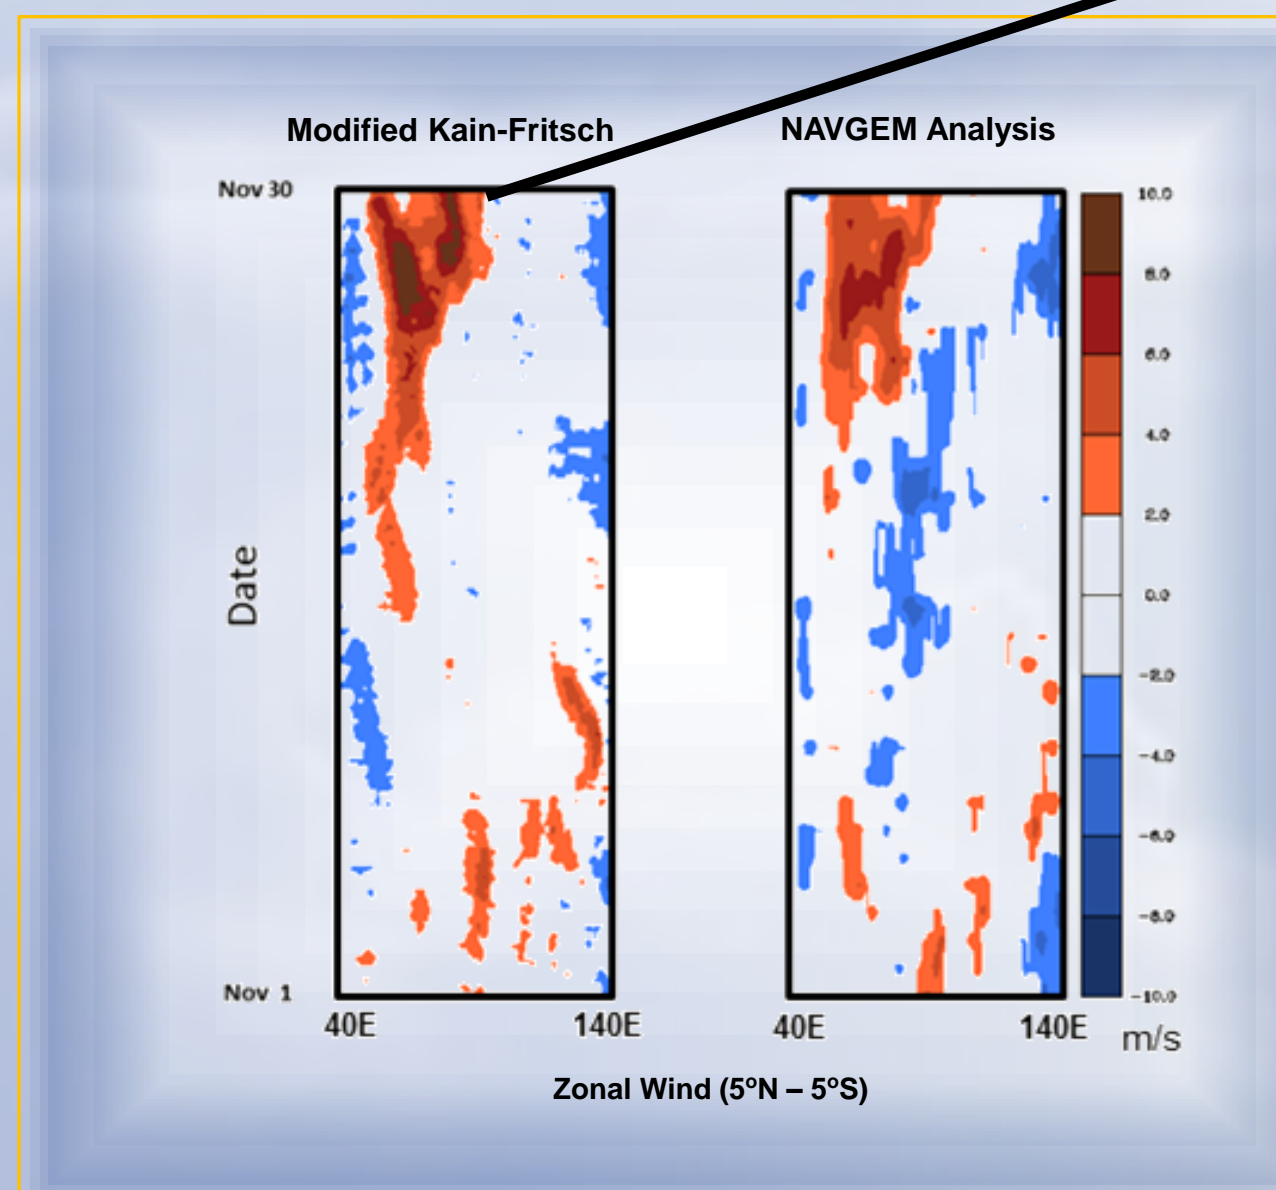 Modified Kain-Fritsch
NAVGEM Analysis
Nov 30
Date
Nov 1
40E
140E
40E
140E
10.0
8.0
6.0
4.0
2.0
0.0
-2.0
-4.0
-6.0
-8.0
-10.0
m/s
Zonal Wind (5ºN – 5ºS)